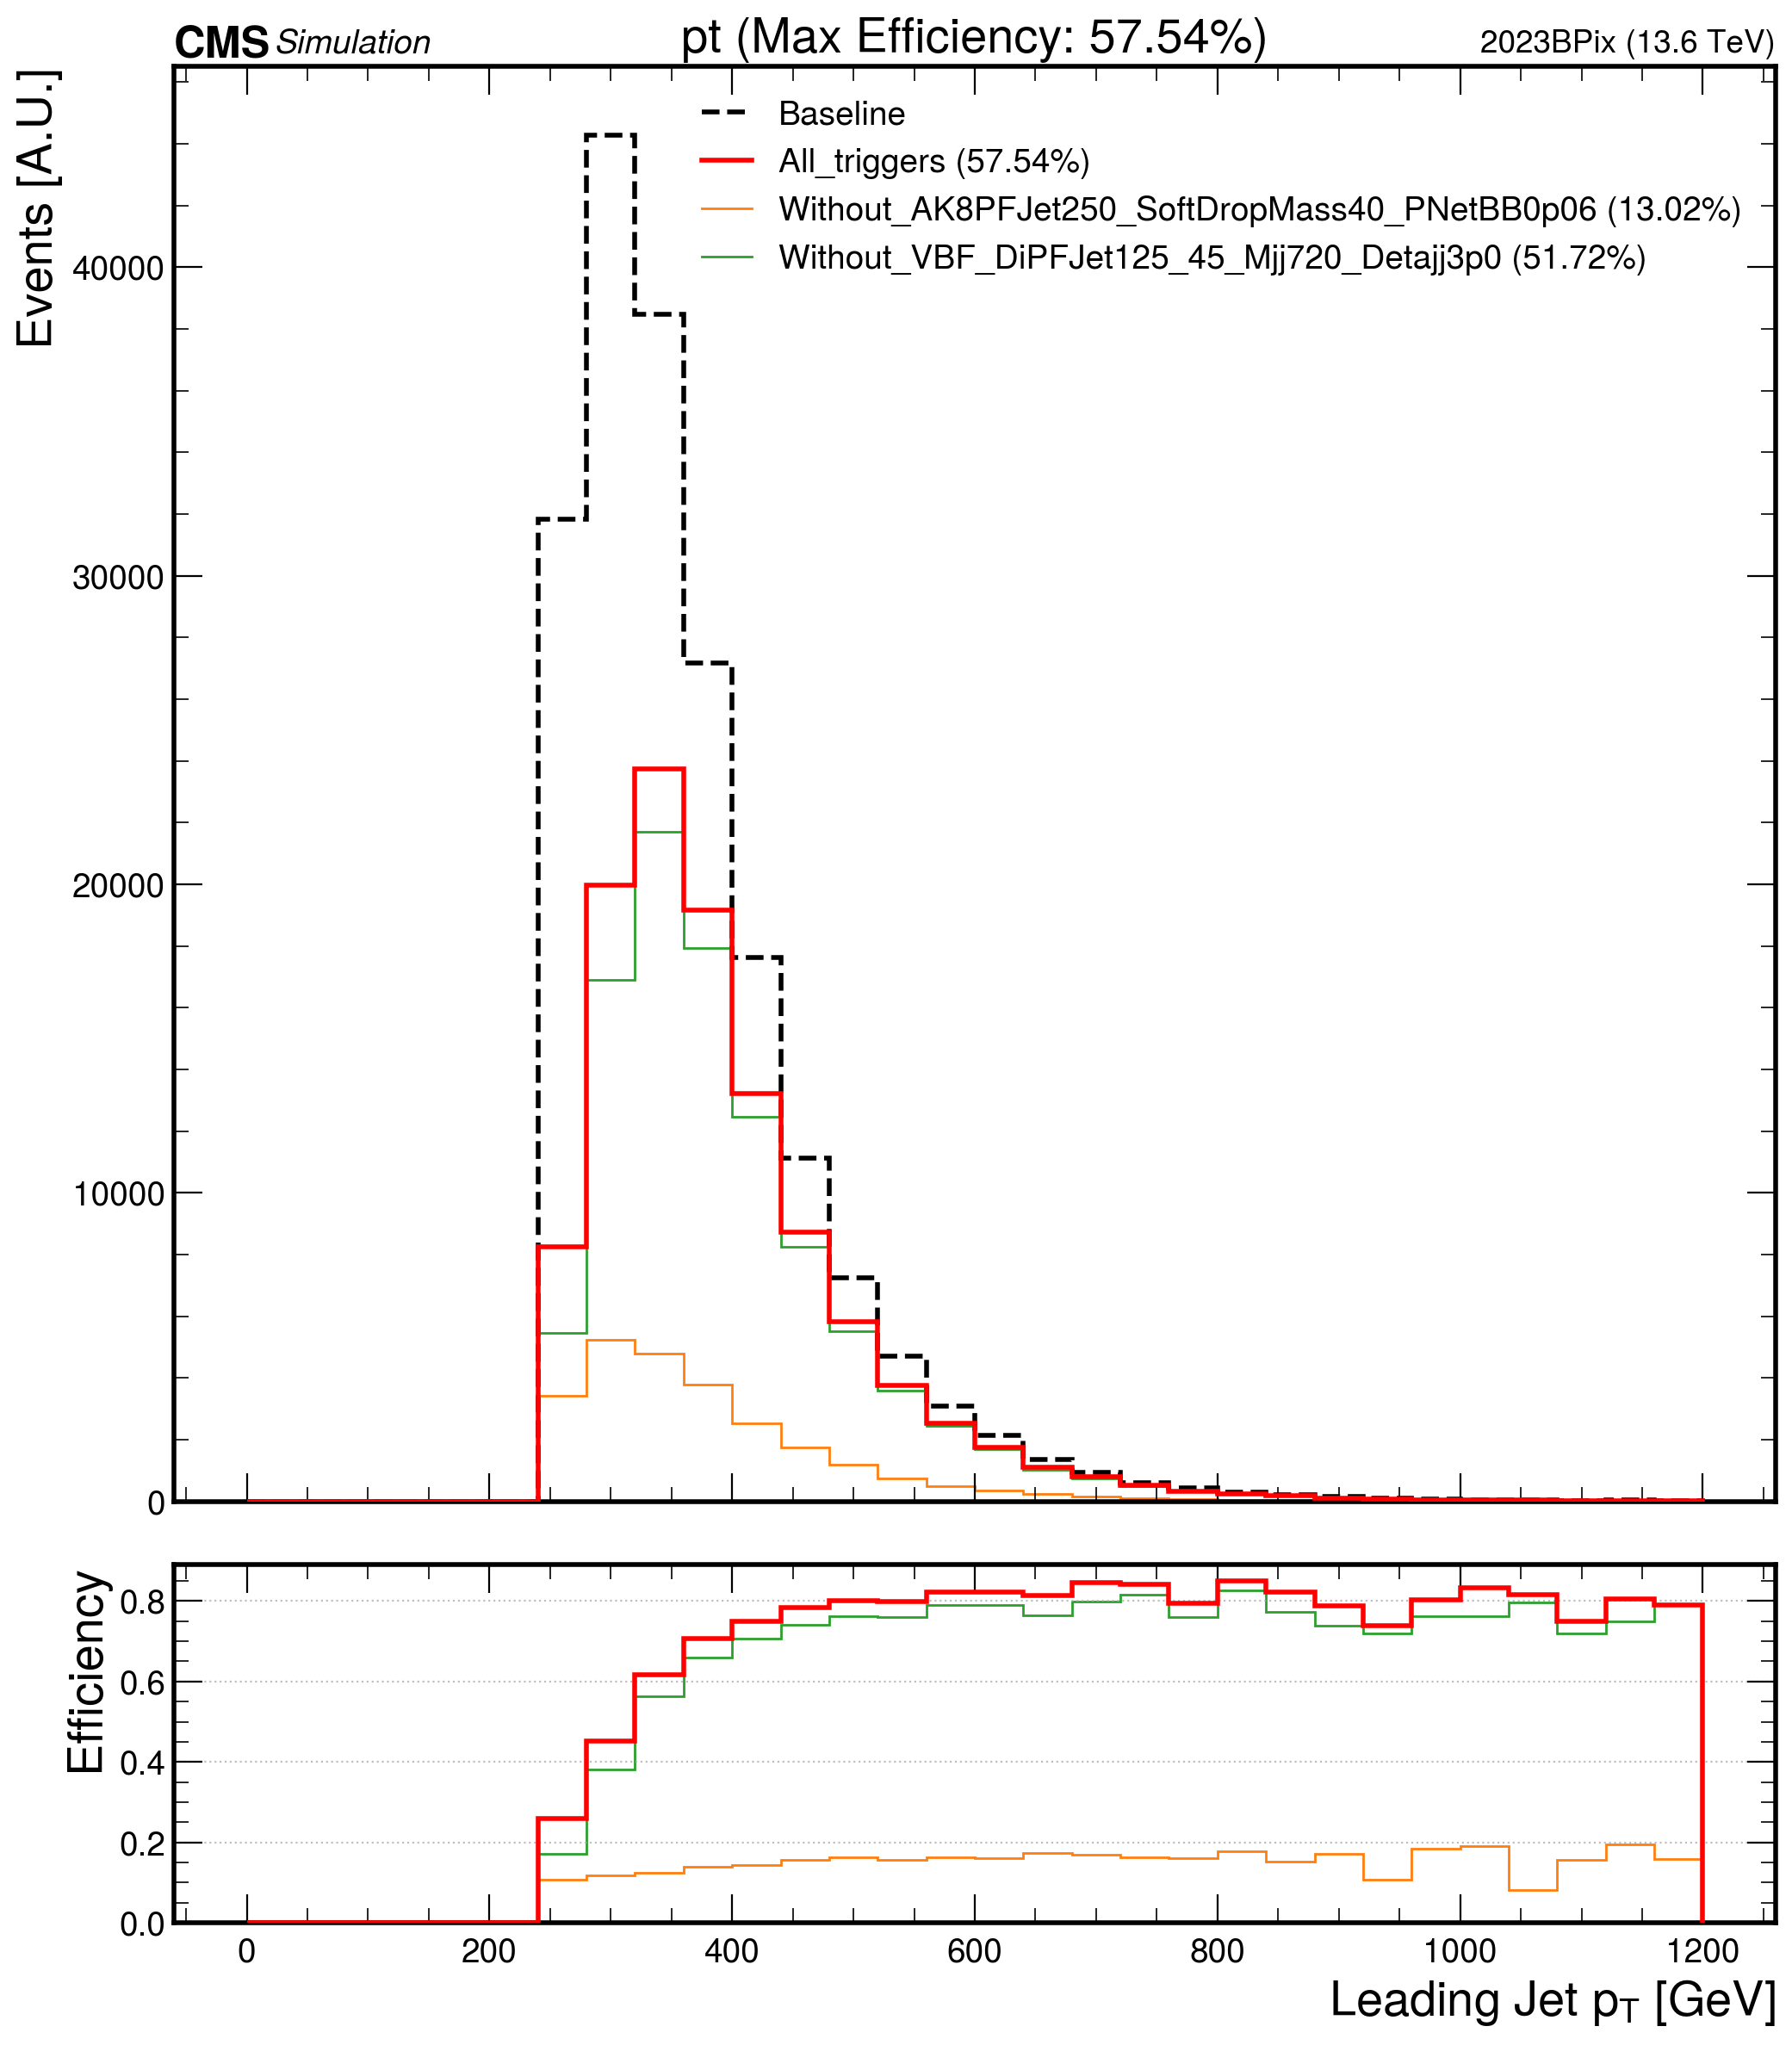 CMS Simulation pt (Max Efficiency: 57.54%) 2023BPix (13.6 TeV)
Events [A.U.]
Baseline
All_triggers (57.54%)
Without_AK8PFJet250_SoftDropMass40_PNetBB0p06 (13.02%)
Without_VBF_DiPFJet125_45_Mjj720_Detajj3p0 (51.72%)
40000
30000
20000
10000
0
Efficiency
0.8
0.6
0.4
0.2
0.0
0 200 400 600 800 1000 1200
Leading Jet pT [GeV]